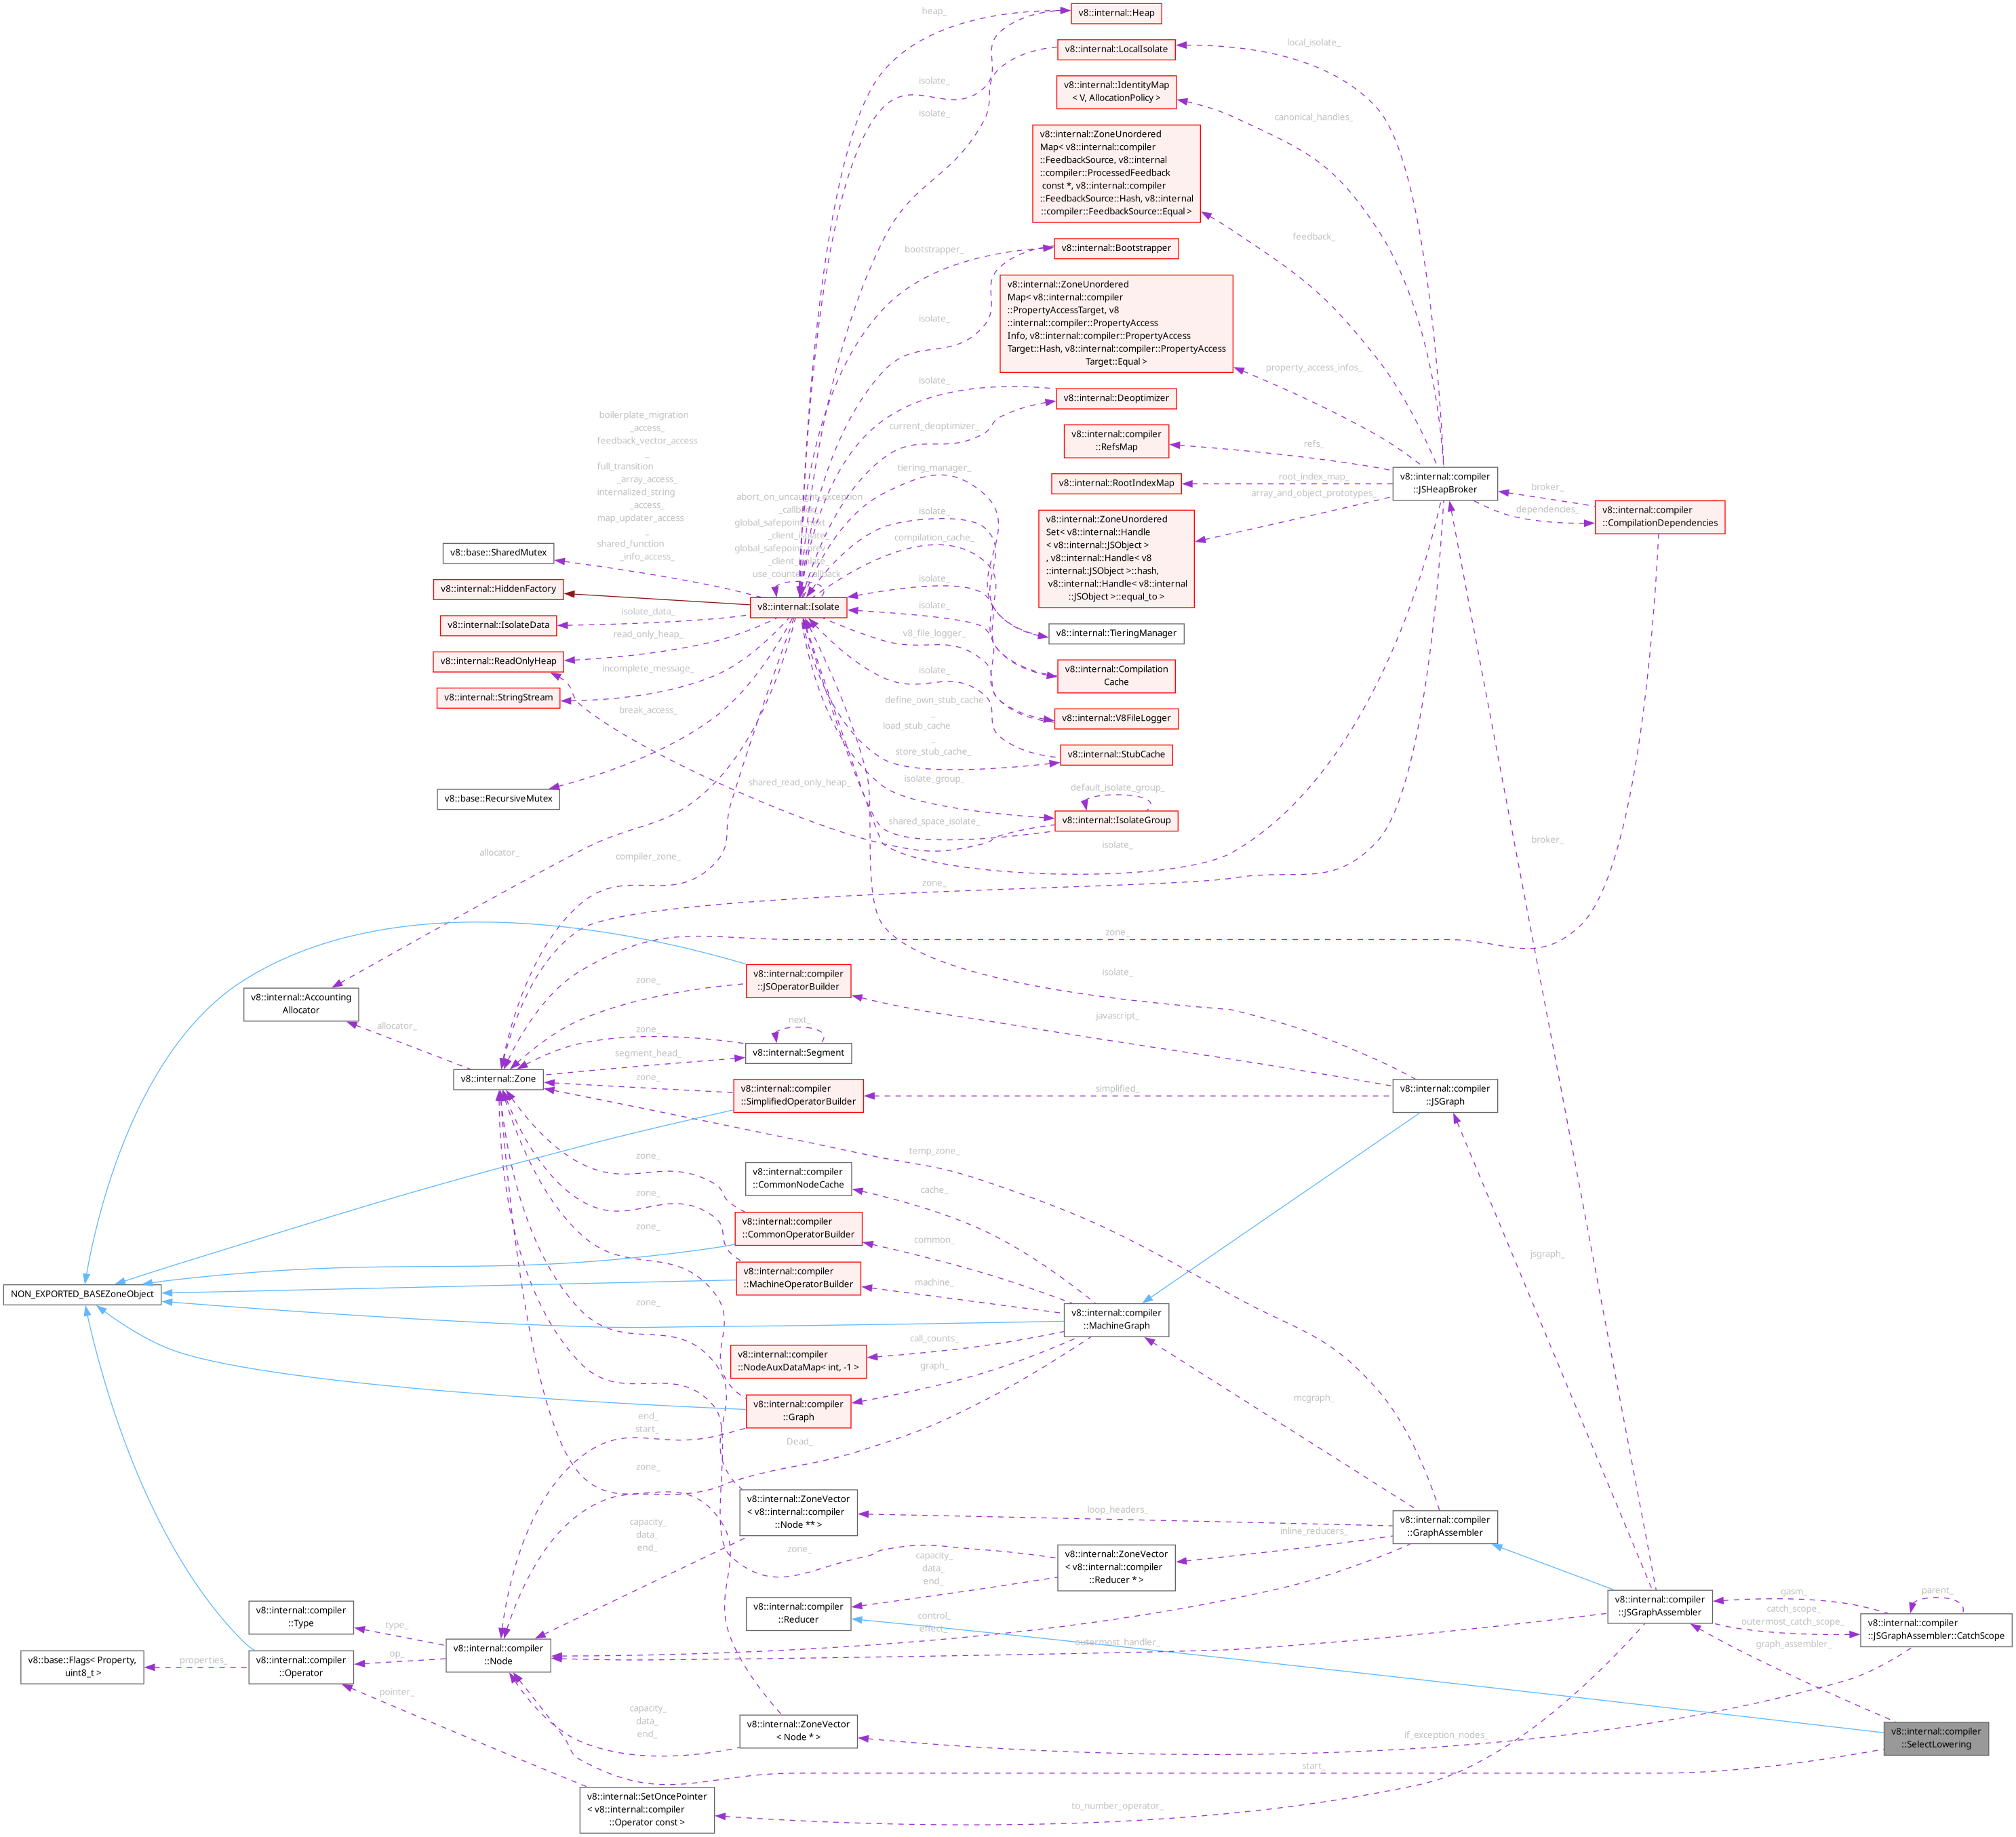 v8::internal::Heap
heap_
local_isolate_
v8::internal::LocalIsolate
isolate_
v8::internal::IdentityMap
< V, AllocationPolicy >
isolate_
canonical_handles_
v8::internal::ZoneUnordered
Map< v8::internal::compiler
::FeedbackSource, v8::internal
::compiler::ProcessedFeedback
const *, v8::internal::compiler
::FeedbackSource::Hash, v8::internal
::compiler::FeedbackSource::Equal >
feedback_
bootstrapper_
v8::internal::Bootstrapper
v8::internal::ZoneUnordered
Map< v8::internal::compiler
::PropertyAccessTarget, v8
::internal::compiler::PropertyAccess
Info, v8::internal::compiler::PropertyAccess
Target::Hash, v8::internal::compiler::PropertyAccess
Target::Equal >
isolate_
property_access_infos_
isolate_
v8::internal::Deoptimizer
current_deoptimizer_
v8::internal::compiler
::RefsMap
refs_
boilerplate_migration
_access_
feedback_vector_access
_
full_transition
_array_access_
internalized_string
_access_
map_updater_access
_
shared_function
_info_access_
tiering_manager_
v8::internal::RootIndexMap
root_index_map_
array_and_object_prototypes_
v8::internal::compiler
::JSHeapBroker
broker_
dependencies_
v8::internal::compiler
::CompilationDependencies
abort_on_uncaught_exception
_callback_
global_safepoint_next
_client_isolate_
global_safepoint_prev
_client_isolate_
use_counter_callback_
isolate_
compilation_cache_
v8::internal::ZoneUnordered
Set< v8::internal::Handle
< v8::internal::JSObject >
, v8::internal::Handle< v8
::internal::JSObject >::hash,
v8::internal::Handle< v8::internal
::JSObject >::equal_to >
v8::base::SharedMutex
v8::internal::HiddenFactory
v8::internal::Isolate
isolate_
isolate_
v8::internal::IsolateData
isolate_data_
read_only_heap_
v8_file_logger_
v8::internal::TieringManager
v8::internal::ReadOnlyHeap
incomplete_message_
isolate_
v8::internal::Compilation
Cache
v8::internal::StringStream
break_access_
define_own_stub_cache
_
load_stub_cache
_
store_stub_cache_
v8::internal::V8FileLogger
v8::internal::StubCache
v8::base::RecursiveMutex
shared_read_only_heap_
isolate_group_
default_isolate_group_
shared_space_isolate_
v8::internal::IsolateGroup
allocator_
compiler_zone_
isolate_
broker_
zone_
zone_
v8::internal::compiler
::JSOperatorBuilder
zone_
isolate_
v8::internal::Accounting
Allocator
allocator_
javascript_
zone_
next_
segment_head_
v8::internal::Segment
v8::internal::Zone
zone_
v8::internal::compiler
::SimplifiedOperatorBuilder
simplified_
v8::internal::compiler
::JSGraph
zone_
temp_zone_
v8::internal::compiler
::CommonNodeCache
cache_
zone_
zone_
v8::internal::compiler
::CommonOperatorBuilder
common_
jsgraph_
v8::internal::compiler
::MachineOperatorBuilder
machine_
NON_EXPORTED_BASEZoneObject
zone_
v8::internal::compiler
::MachineGraph
v8::internal::compiler
::NodeAuxDataMap< int, -1 >
call_counts_
graph_
v8::internal::compiler
::Graph
mcgraph_
end_
start_
Dead_
zone_
v8::internal::ZoneVector
< v8::internal::compiler
::Node ** >
loop_headers_
v8::internal::compiler
::GraphAssembler
capacity_
data_
end_
zone_
inline_reducers_
v8::internal::ZoneVector
< v8::internal::compiler
::Reducer * >
capacity_
data_
end_
v8::internal::compiler
::Reducer
v8::internal::compiler
::JSGraphAssembler
gasm_
catch_scope_
outermost_catch_scope_
parent_
v8::internal::compiler
::JSGraphAssembler::CatchScope
v8::internal::compiler
::Type
type_
control_
effect_
outermost_handler_
graph_assembler_
v8::base::Flags< Property,
uint8_t >
properties_
v8::internal::compiler
::Operator
op_
v8::internal::compiler
::Node
pointer_
capacity_
data_
end_
v8::internal::ZoneVector
< Node * >
if_exception_nodes_
v8::internal::compiler
::SelectLowering
start_
v8::internal::SetOncePointer
< v8::internal::compiler
::Operator const >
to_number_operator_